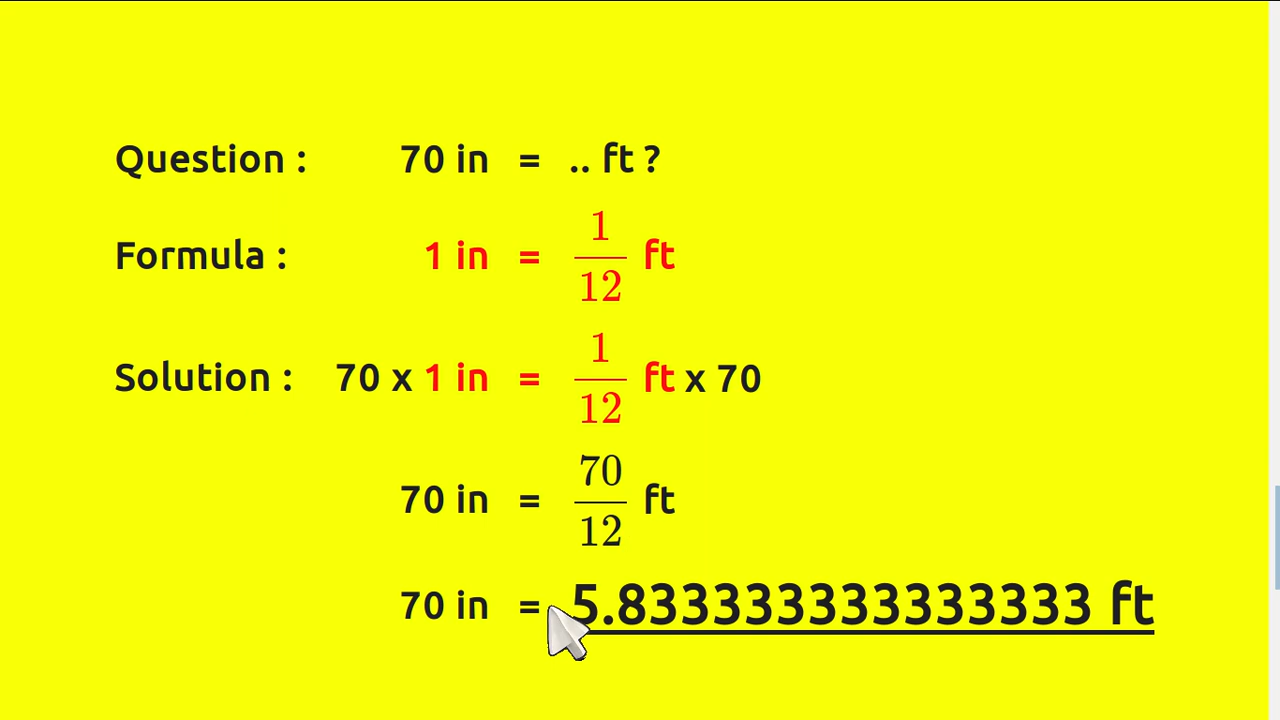 Question : 70 in = .. ft ?
Formula : 1 in = 1/12 ft
Solution : 70 x 1 in = 1/12 ft x 70
70 in = 70/12 ft
70 in = 5.833333333333333 ft